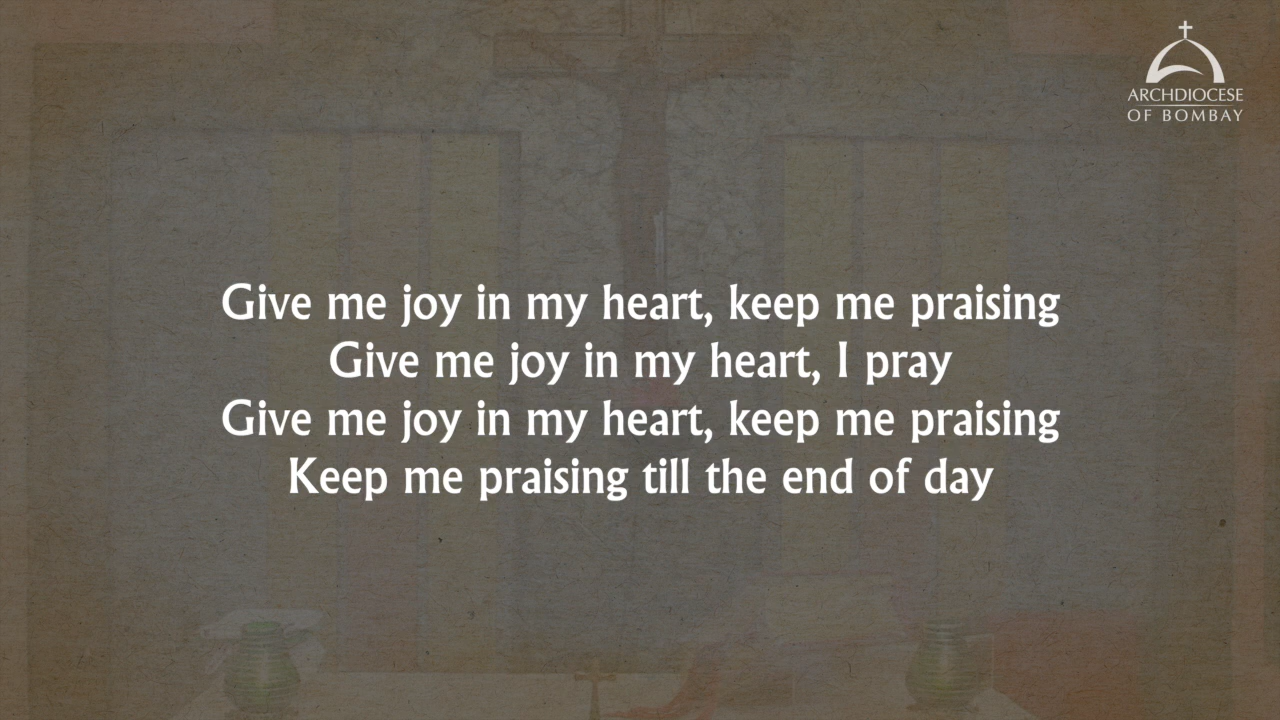 ARCHDIOCESE
OF BOMBAY
Give me joy in my heart, keep me praising
Give me joy in my heart, I pray
Give me joy in my heart, keep me praising
Keep me praising till the end of day